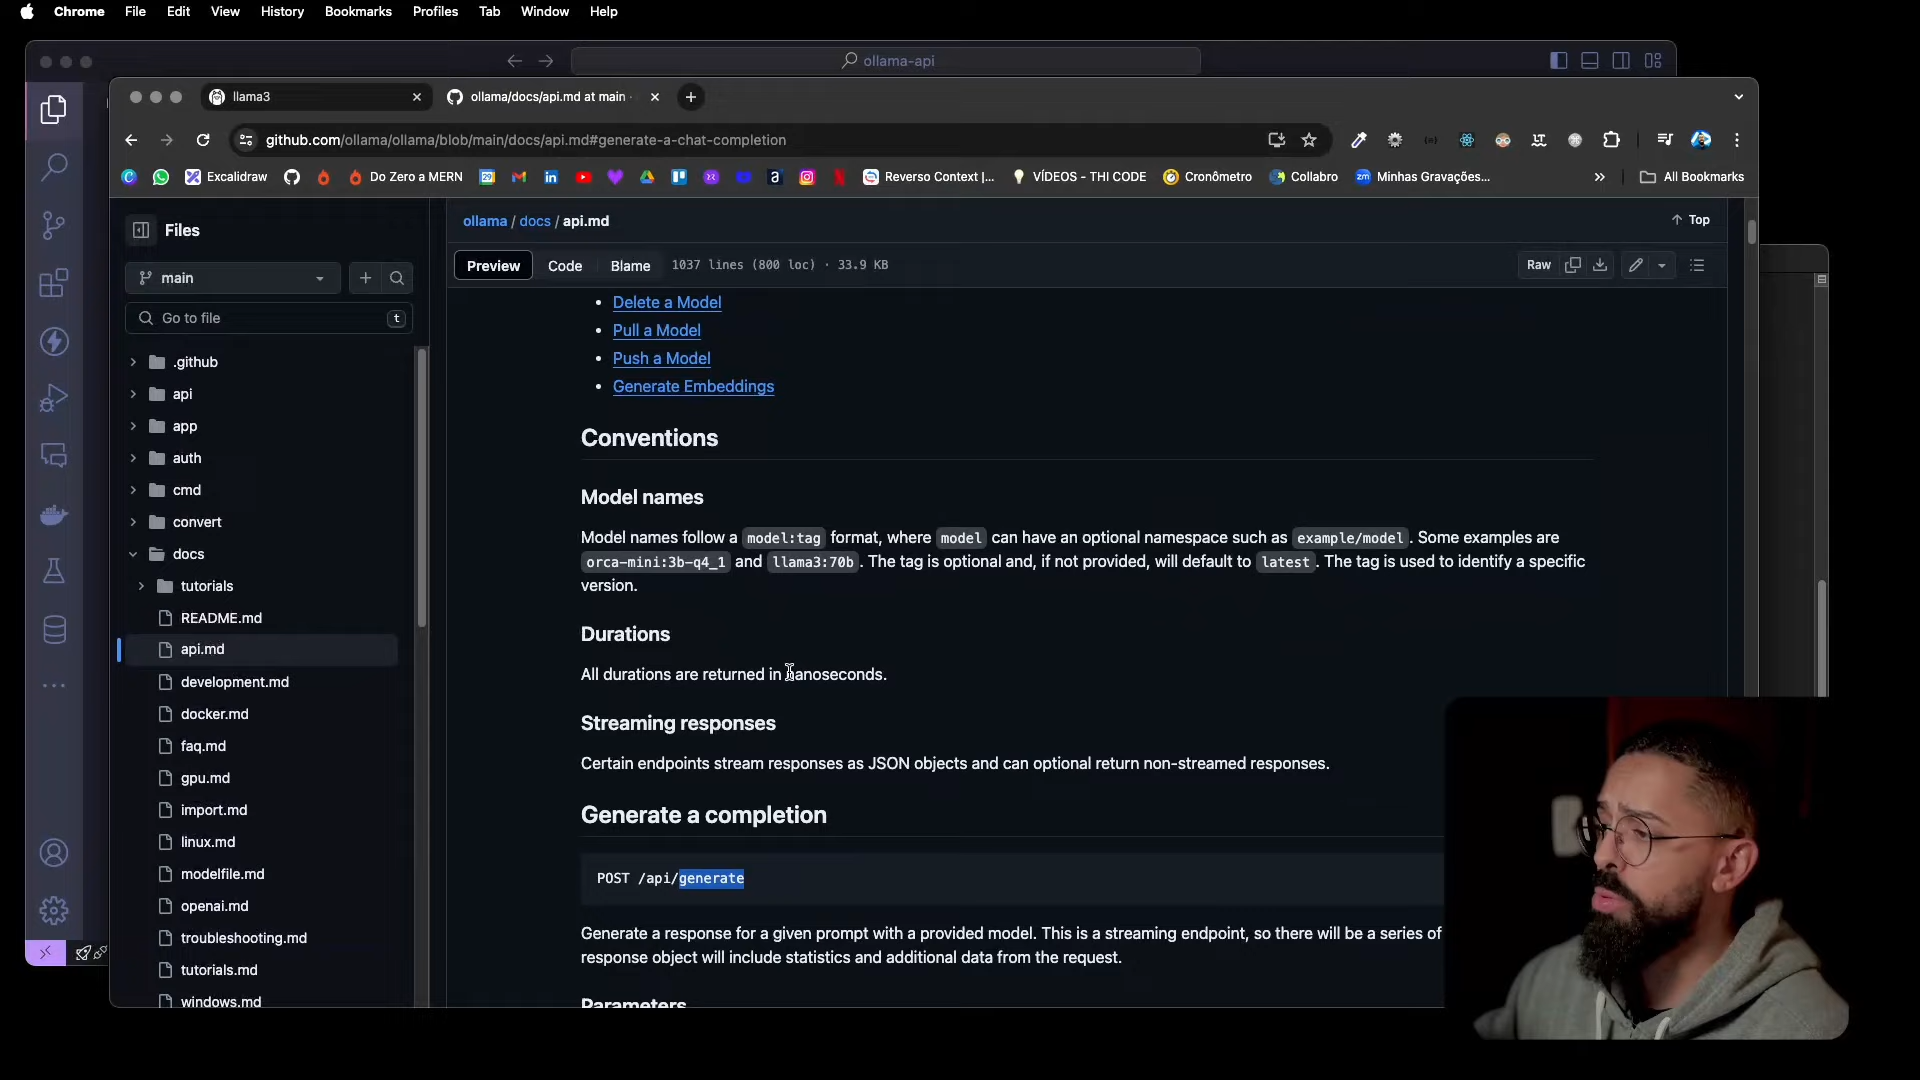 Chrome File Edit View History Bookmarks Profiles Tab Window Help
ollama-api
llama3
ollama/docs/api.md at main ·
github.com/ollama/ollama/blob/main/docs/api.md#generate-a-chat-completion
Excalidraw Do Zero a MERN Reverso Context |... VÍDEOS - THI CODE Cronômetro Collabro Minhas Gravações... » All Bookmarks
Files
main
Go to file t
.github
api
app
auth
cmd
convert
docs
tutorials
README.md
api.md
development.md
docker.md
faq.md
gpu.md
import.md
linux.md
modelfile.md
openai.md
troubleshooting.md
tutorials.md
windows.md
ollama / docs / api.md
Top
Preview Code Blame 1037 lines (800 loc) · 33.9 KB Raw
• Delete a Model
• Pull a Model
• Push a Model
• Generate Embeddings
Conventions
Model names
Model names follow a model:tag format, where model can have an optional namespace such as example/model . Some examples are
orca-mini:3b-q4_1 and llama3:70b . The tag is optional and, if not provided, will default to latest . The tag is used to identify a specific
version.
Durations
All durations are returned in nanoseconds.
Streaming responses
Certain endpoints stream responses as JSON objects and can optional return non-streamed responses.
Generate a completion
POST /api/generate
Generate a response for a given prompt with a provided model. This is a streaming endpoint, so there will be a series of
response object will include statistics and additional data from the request.
Parameters